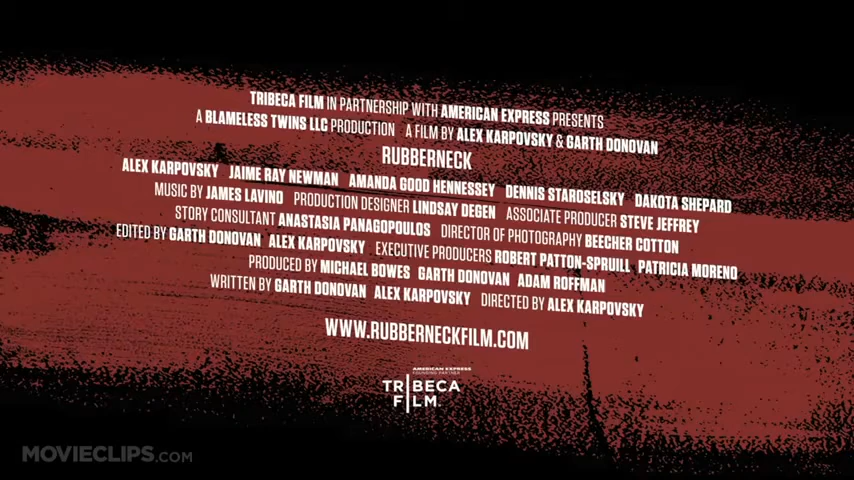 TRIBECA FILM IN PARTNERSHIP WITH AMERICAN EXPRESS PRESENTS
A BLAMELESS TWINS LLC PRODUCTION A FILM BY ALEX KARPOVSKY & GARTH DONOVAN
RUBBERNECK
ALEX KARPOVSKY JAIME RAY NEWMAN AMANDA GOOD HENNESSEY DENNIS STAROSELSKY DAKOTA SHEPARD
MUSIC BY JAMES LAVINO PRODUCTION DESIGNER LINDSAY DEGEN ASSOCIATE PRODUCER STEVE JEFFREY
STORY CONSULTANT ANASTASIA PANAGOPOULOS DIRECTOR OF PHOTOGRAPHY BEECHER COTTON
EDITED BY GARTH DONOVAN ALEX KARPOVSKY EXECUTIVE PRODUCERS ROBERT PATTON-SPRUILL PATRICIA MORENO
PRODUCED BY MICHAEL BOWES GARTH DONOVAN ADAM ROFFMAN
WRITTEN BY GARTH DONOVAN ALEX KARPOVSKY DIRECTED BY ALEX KARPOVSKY
WWW.RUBBERNECKFILM.COM
AMERICAN EXPRESS
FOUNDING PARTNER
TRIBECA
FILM
MOVIECLIPS.COM